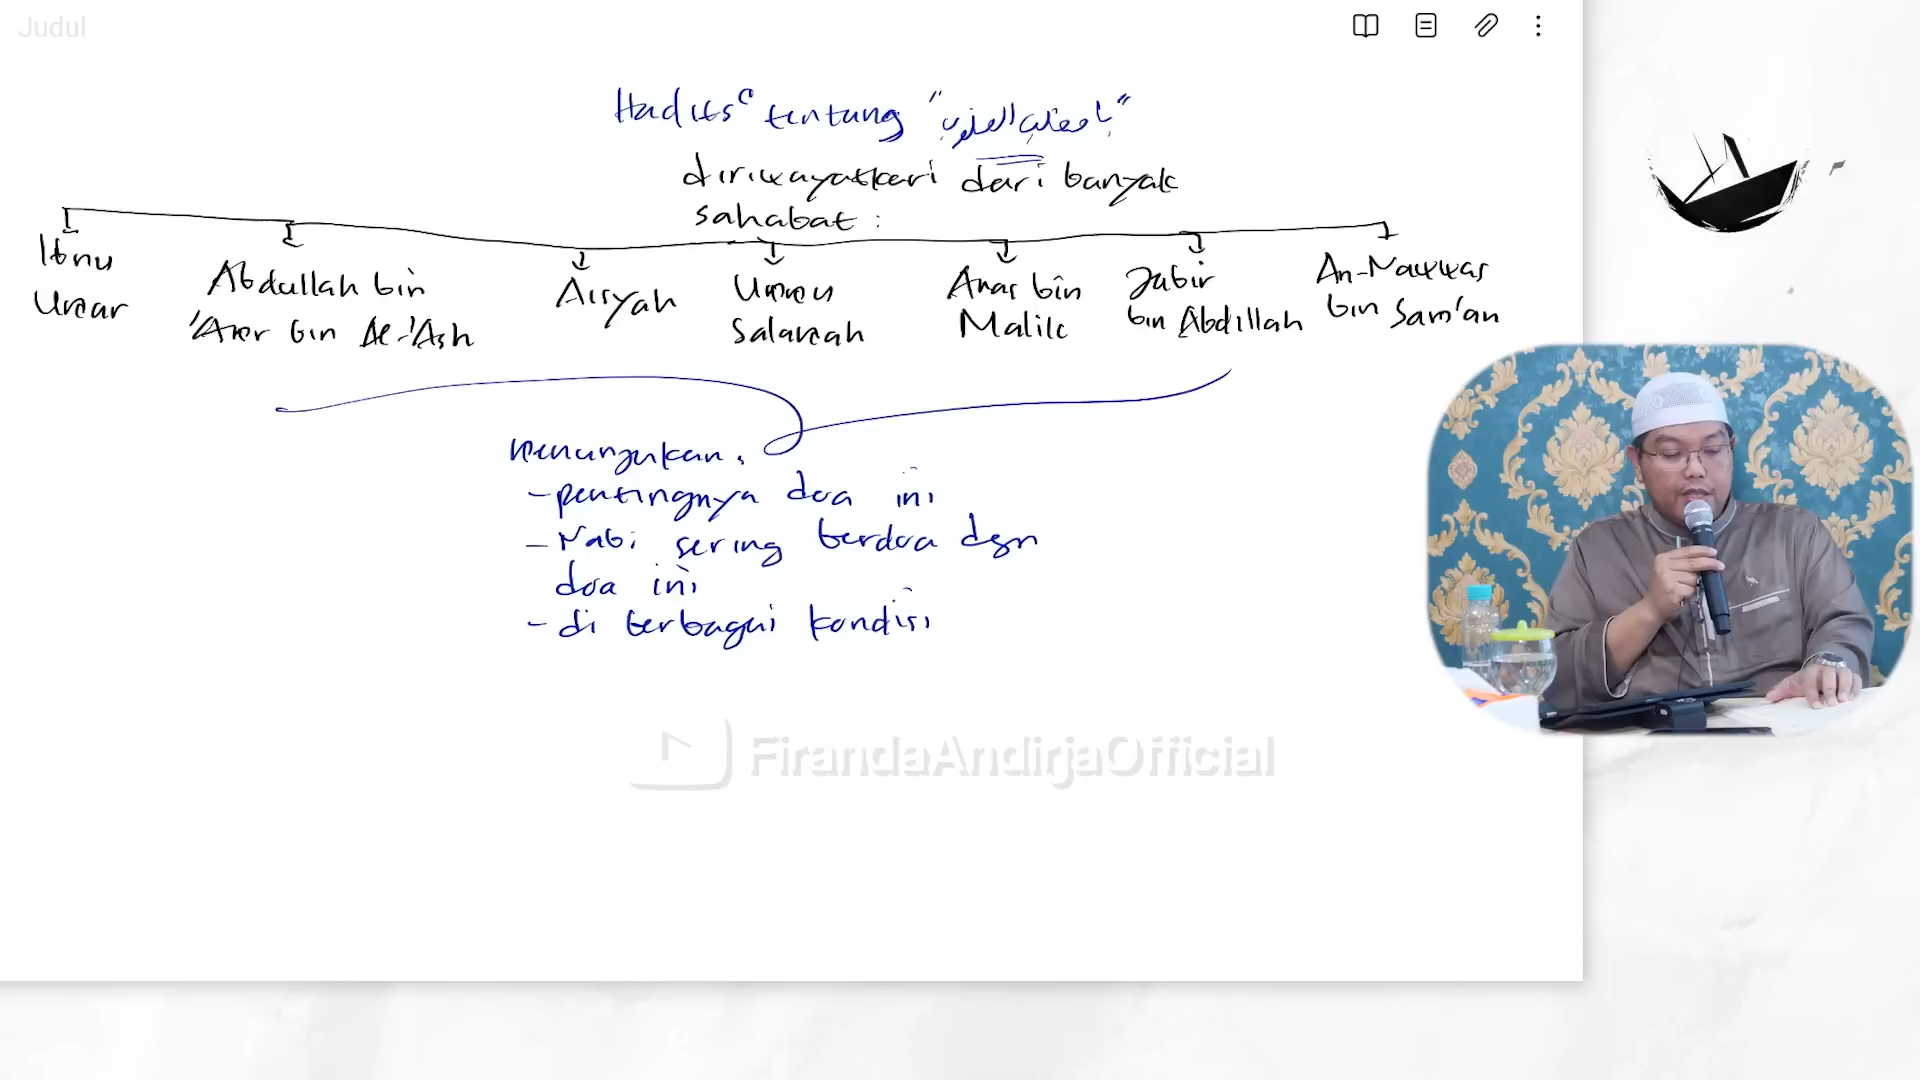 Judul
Hadits² tentang "يا مقلب القلوب"
diriwayatkan dari banyak
sahabat :
Ibnu
Umar
Abdullah bin
'Amr bin Al-'Ash
Aisyah
Ummu
Salamah
Anas bin
Malik
Jabir
bin Abdillah
An-Nawwas
bin Sam'an
menunjukan :
- pentingnya doa ini
- Nabi sering berdoa dgn
doa ini
- di berbagai kondisi
FirandaAndirjaOfficial